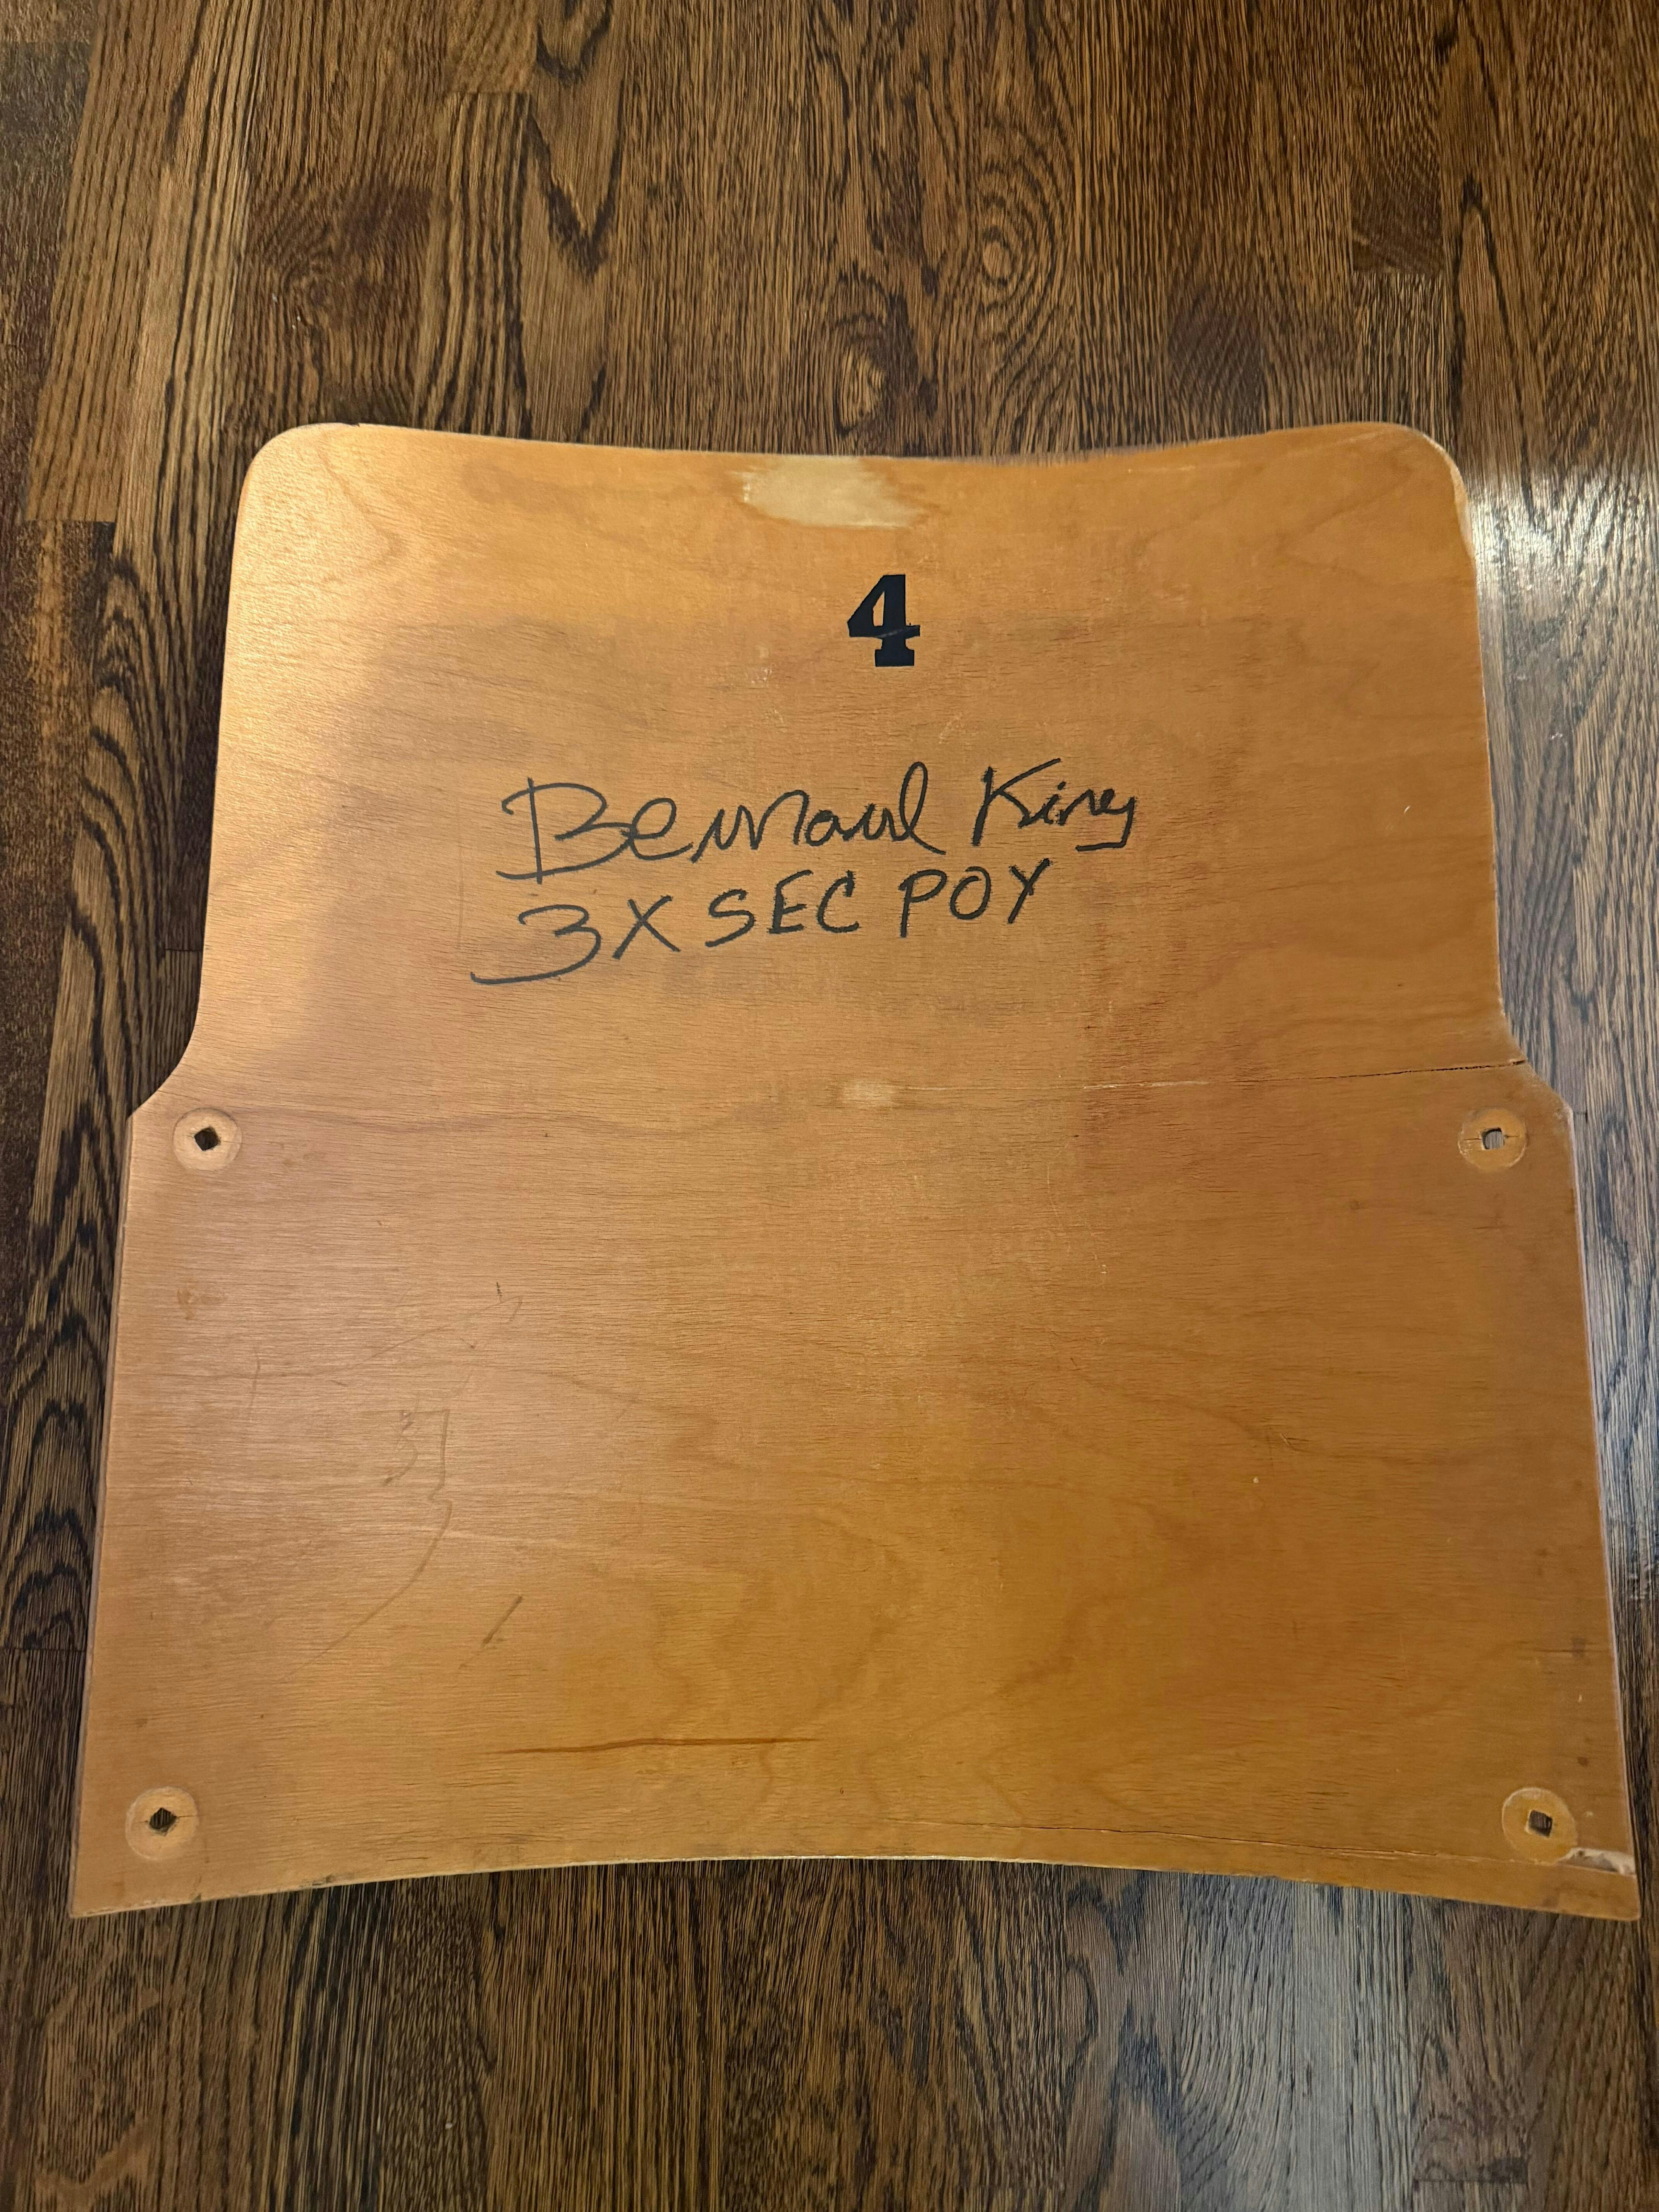 4
Bernard King
3X SEC POY